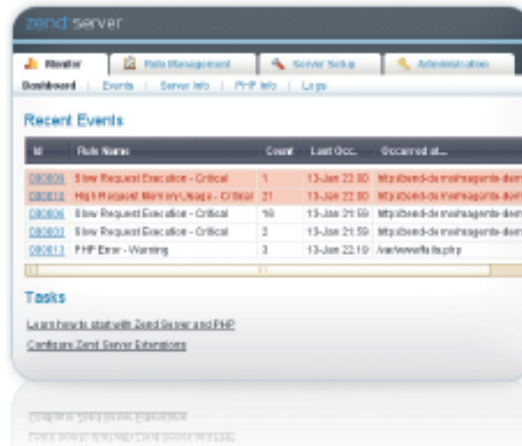 zend server
Monitor Rule Management Server Setup Administration
Dashboard | Events | Server Info | PHP Info | Logs
Recent Events
Id Rule Name Count Last Occ. Occurred at...
Slow Request Execution - Critical 1 13-Jan 22:00
High Request Memory Usage - Critical 21 13-Jan 22:00
Slow Request Execution - Critical 16 13-Jan 21:59
Slow Request Execution - Critical 2 13-Jan 21:59
PHP Error - Warning 3 13-Jan 22:19
Tasks
Learn how to start with Zend Server and PHP
Configure Zend Server Extensions